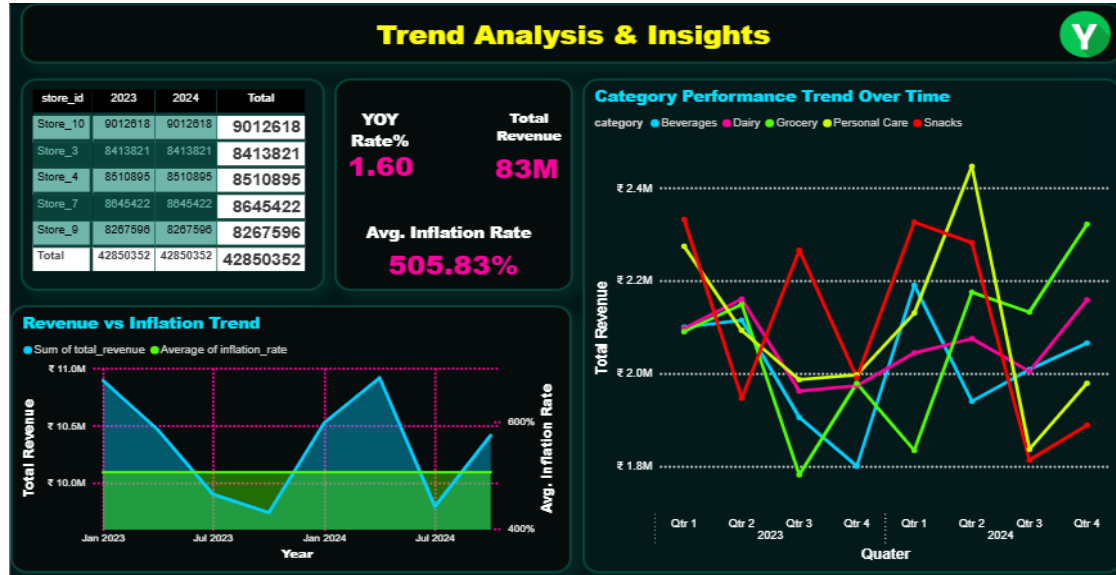 Trend Analysis & Insights
Y
store_id 2023 2024 Total
Store_10 9012618 9012618 9012618
Store_3 8413821 8413821 8413821
Store_4 8510895 8510895 8510895
Store_7 8645422 8645422 8645422
Store_9 8267596 8267596 8267596
Total 42850352 42850352 42850352
YOY
Rate%
1.60
Total
Revenue
83M
Avg. Inflation Rate
505.83%
Revenue vs Inflation Trend
Sum of total_revenue Average of inflation_rate
Total Revenue
₹ 11.0M
₹ 10.5M
₹ 10.0M
600%
400%
Avg. Inflation Rate
Jan 2023 Jul 2023 Jan 2024 Jul 2024
Year
Category Performance Trend Over Time
category Beverages Dairy Grocery Personal Care Snacks
Total Revenue
₹ 2.4M
₹ 2.2M
₹ 2.0M
₹ 1.8M
Qtr 1 Qtr 2 Qtr 3 Qtr 4 Qtr 1 Qtr 2 Qtr 3 Qtr 4
2023 2024
Quater